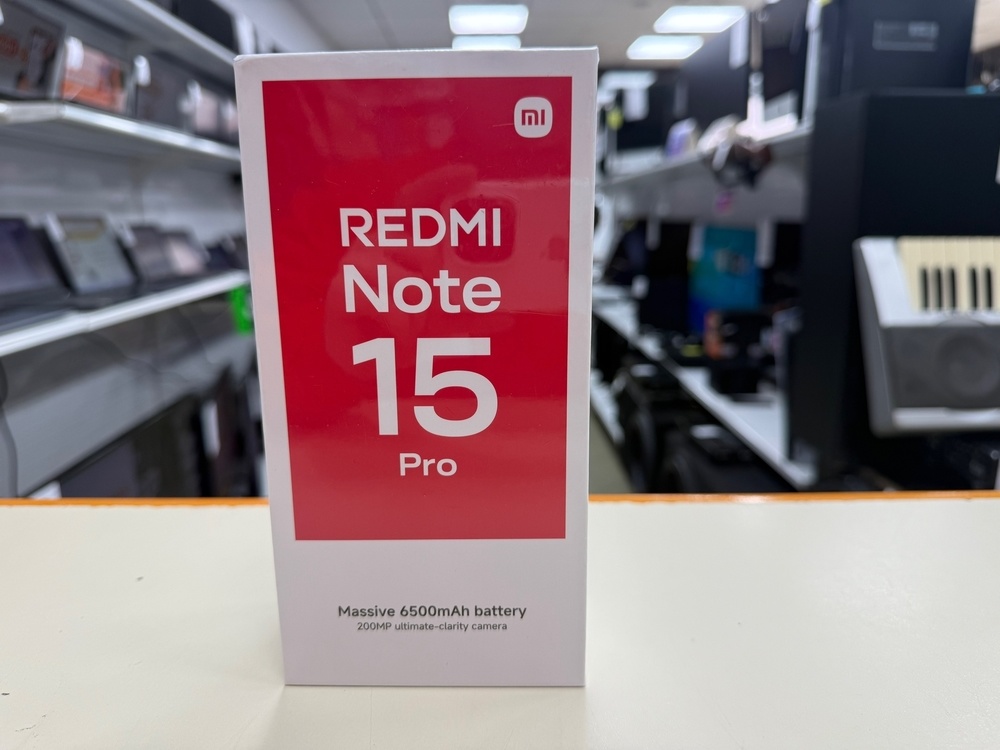 mi
REDMI
Note
15
Pro
Massive 6500mAh battery
200MP ultimate-clarity camera